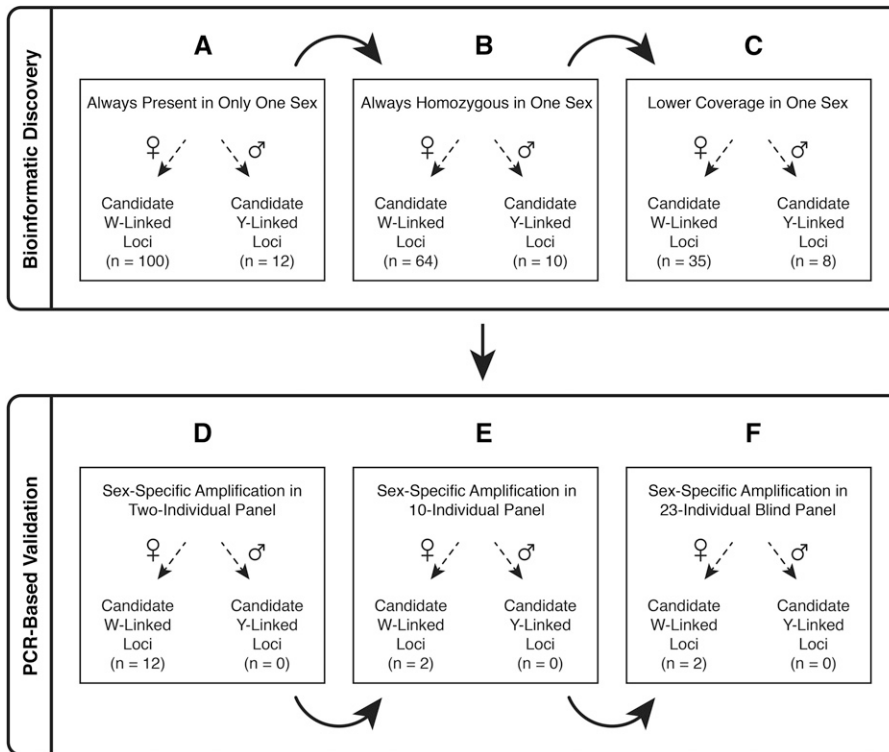 Bioinformatic Discovery
A
B
C
Always Present in Only One Sex
♀
♂
Candidate
W-Linked
Loci
(n = 100)
Candidate
Y-Linked
Loci
(n = 12)
Always Homozygous in One Sex
♀
♂
Candidate
W-Linked
Loci
(n = 64)
Candidate
Y-Linked
Loci
(n = 10)
Lower Coverage in One Sex
♀
♂
Candidate
W-Linked
Loci
(n = 35)
Candidate
Y-Linked
Loci
(n = 8)
PCR-Based Validation
D
E
F
Sex-Specific Amplification in
Two-Individual Panel
♀
♂
Candidate
W-Linked
Loci
(n = 12)
Candidate
Y-Linked
Loci
(n = 0)
Sex-Specific Amplification in
10-Individual Panel
♀
♂
Candidate
W-Linked
Loci
(n = 2)
Candidate
Y-Linked
Loci
(n = 0)
Sex-Specific Amplification in
23-Individual Blind Panel
♀
♂
Candidate
W-Linked
Loci
(n = 2)
Candidate
Y-Linked
Loci
(n = 0)